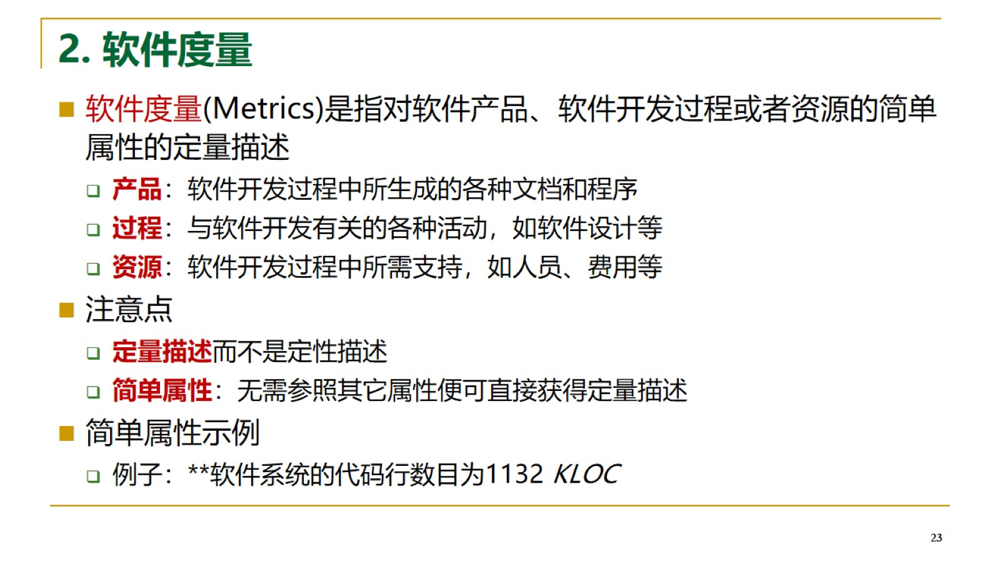 2. 软件度量
软件度量(Metrics)是指对软件产品、软件开发过程或者资源的简单
属性的定量描述
产品：软件开发过程中所生成的各种文档和程序
过程：与软件开发有关的各种活动，如软件设计等
资源：软件开发过程中所需支持，如人员、费用等
注意点
定量描述而不是定性描述
简单属性：无需参照其它属性便可直接获得定量描述
简单属性示例
例子：**软件系统的代码行数目为1132 KLOC
23